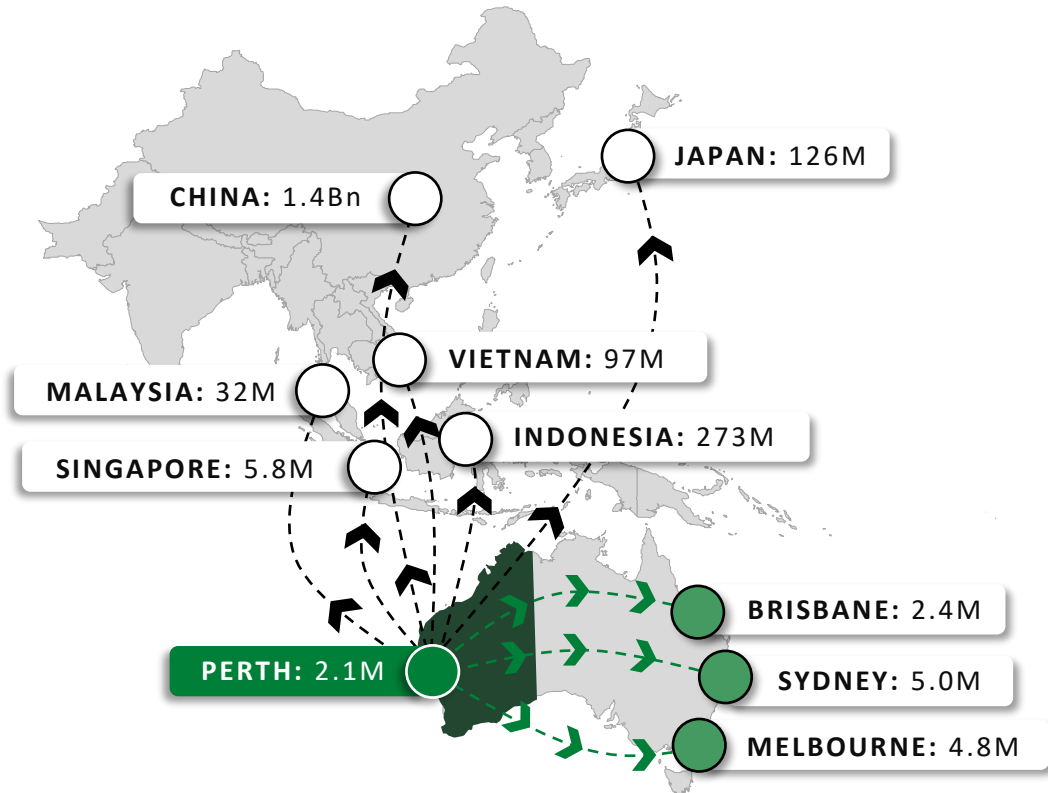 JAPAN: 126M
CHINA: 1.4Bn
VIETNAM: 97M
MALAYSIA: 32M
INDONESIA: 273M
SINGAPORE: 5.8M
BRISBANE: 2.4M
PERTH: 2.1M
SYDNEY: 5.0M
MELBOURNE: 4.8M